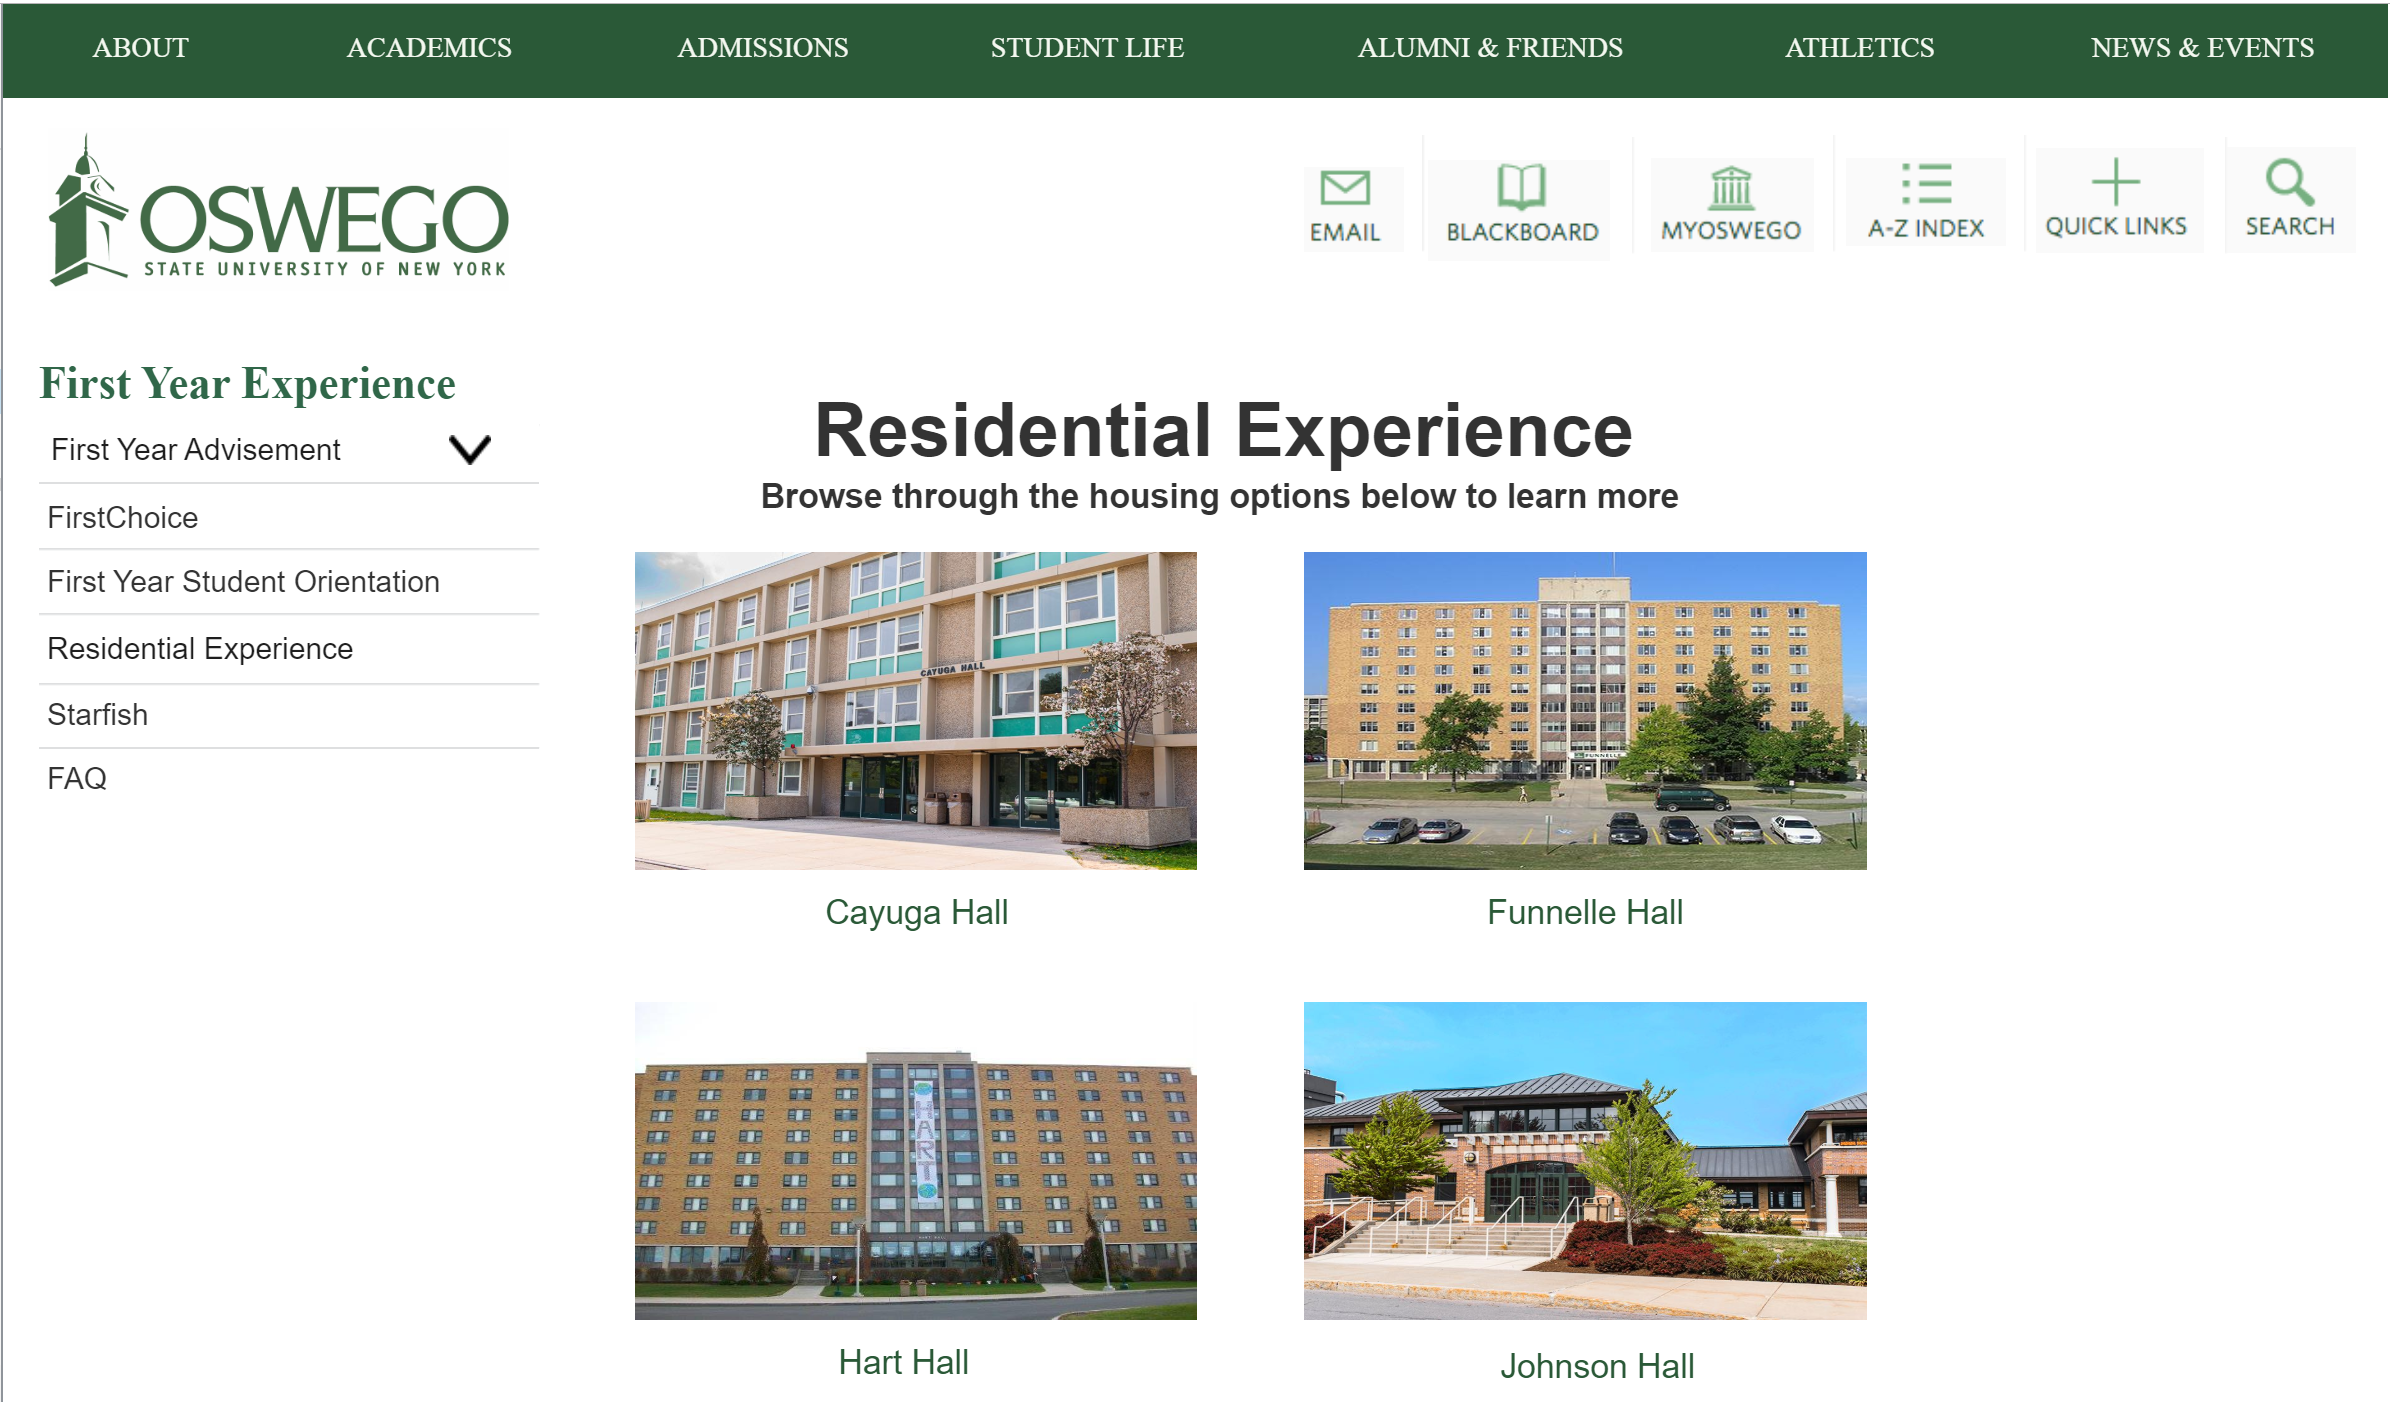 ABOUT
ACADEMICS
ADMISSIONS
STUDENT LIFE
ALUMNI & FRIENDS
ATHLETICS
NEWS & EVENTS
OSWEGO
STATE UNIVERSITY OF NEW YORK
EMAIL
BLACKBOARD
MYOSWEGO
A-Z INDEX
QUICK LINKS
SEARCH
First Year Experience
First Year Advisement
FirstChoice
First Year Student Orientation
Residential Experience
Starfish
FAQ
Residential Experience
Browse through the housing options below to learn more
CAYUGA HALL
FUNNELLE
Cayuga Hall
Funnelle Hall
HART
HART HALL
Hart Hall
Johnson Hall